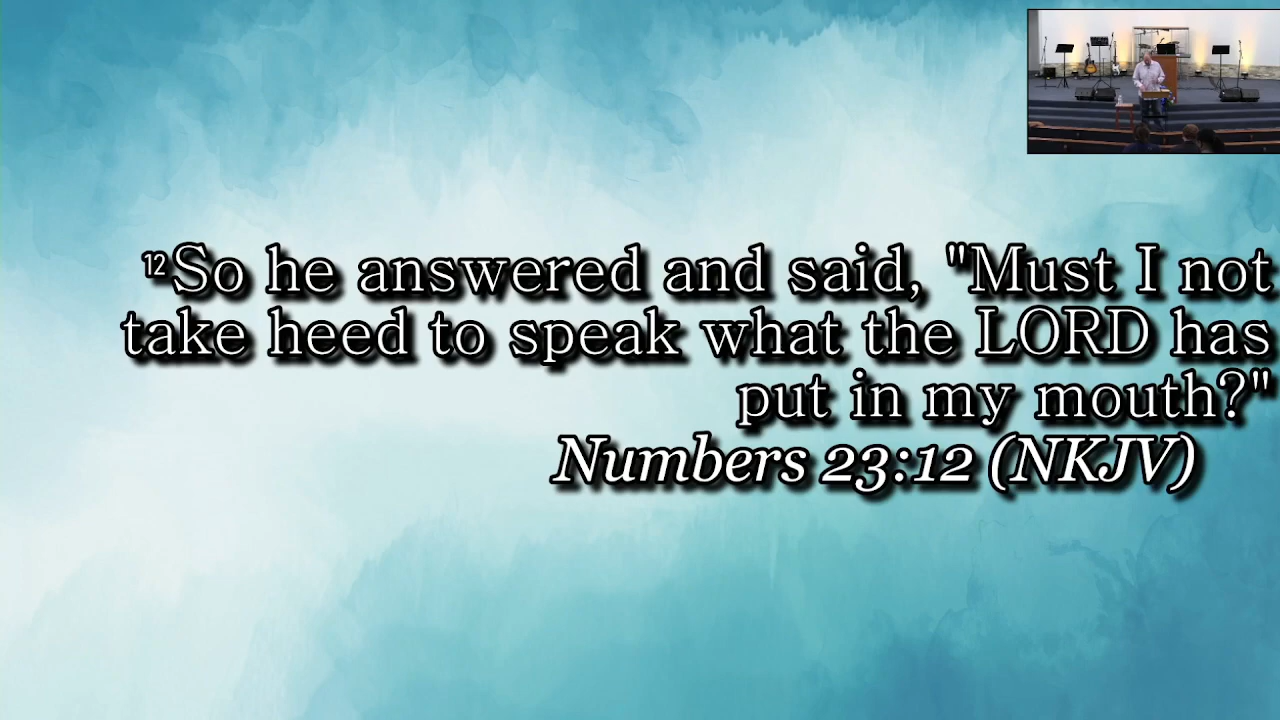 12So he answered and said, "Must I not
take heed to speak what the LORD has
put in my mouth?"
Numbers 23:12 (NKJV)